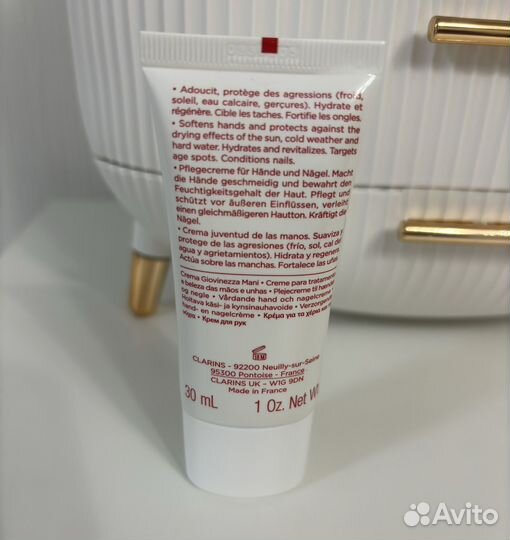 • Adoucit, protège des agressions (froid,
soleil, eau calcaire, gerçures). Hydrate et
régénère. Cible les taches. Fortifie les ongles.
• Softens hands and protects against the
drying effects of the sun, cold weather and
hard water. Hydrates and revitalizes. Targets
age spots. Conditions nails.
• Pflegecreme für Hände und Nägel. Macht
die Hände geschmeidig und bewahrt den
Feuchtigkeitsgehalt der Haut. Pflegt und
schützt vor äußeren Einflüssen, verleiht
einen gleichmäßigeren Hautton. Kräftigt die
Nägel.
• Crema juventud de las manos. Suaviza y
protege de las agresiones (frío, sol, cal del
agua y agrietamientos). Hidrata y regenera.
Actúa sobre las manchas. Fortalece las uñas.
Crema Giovinezza Mani • Creme para tratamento
e beleza das mãos e unhas • Plejecreme til hænder
og negle • Vårdande hand och nagelcrème
Hoitava käsi- ja kynsinauhavoide • Verzorgende
hand- en nagelcrème • Κρέμα για τα χέρια και
νύχια • Крем для рук
CLARINS - 92200 Neuilly-sur-Seine
95300 Pontoise - France
CLARINS UK - W1G 9DN
Made in France
30 mL 1 Oz. Net W
Avito